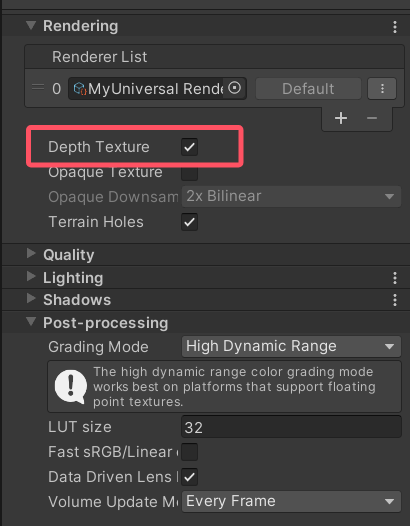 Rendering
Renderer List
0 MyUniversal Rende Default
+ −
Depth Texture
Opaque Texture
Opaque Downsam 2x Bilinear
Terrain Holes
Quality
Lighting
Shadows
Post-processing
Grading Mode High Dynamic Range
The high dynamic range color grading mode
works best on platforms that support floating
point textures.
LUT size 32
Fast sRGB/Linear
Data Driven Lens
Volume Update Mo Every Frame